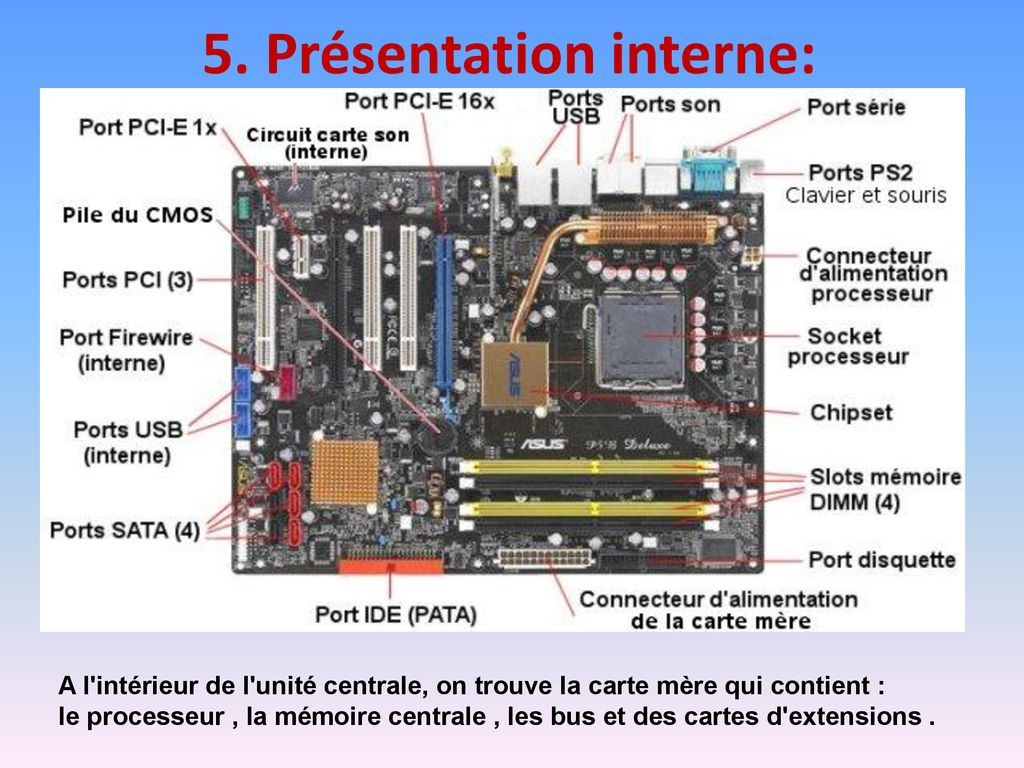 5. Présentation interne:
Port PCI-E 16x
Ports
USB
Ports son
Port série
Port PCI-E 1x
Circuit carte son
(interne)
Ports PS2
Clavier et souris
Pile du CMOS
Connecteur
d'alimentation
processeur
Ports PCI (3)
Port Firewire
(interne)
Socket
processeur
ASUS
Chipset
Ports USB
(interne)
ASUS P5B Deluxe
Slots mémoire
DIMM (4)
Ports SATA (4)
Port disquette
Port IDE (PATA)
Connecteur d'alimentation
de la carte mère
A l'intérieur de l'unité centrale, on trouve la carte mère qui contient :
le processeur , la mémoire centrale , les bus et des cartes d'extensions .